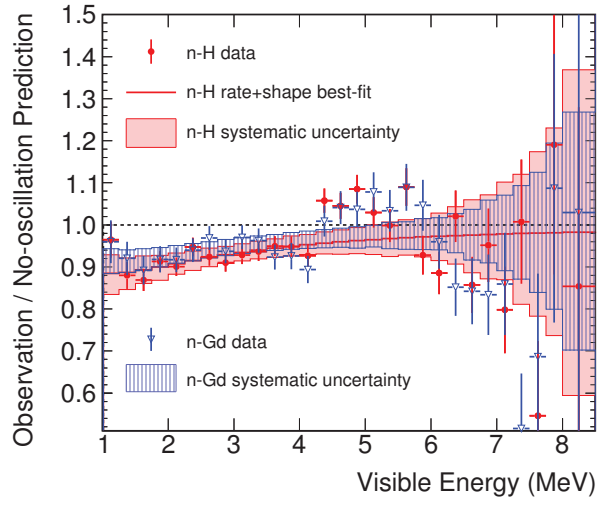 Observation / No-oscillation Prediction
1.5
1.4
1.3
1.2
1.1
1.0
0.9
0.8
0.7
0.6
n-H data
n-H rate+shape best-fit
n-H systematic uncertainty
n-Gd data
n-Gd systematic uncertainty
1 2 3 4 5 6 7 8
Visible Energy (MeV)